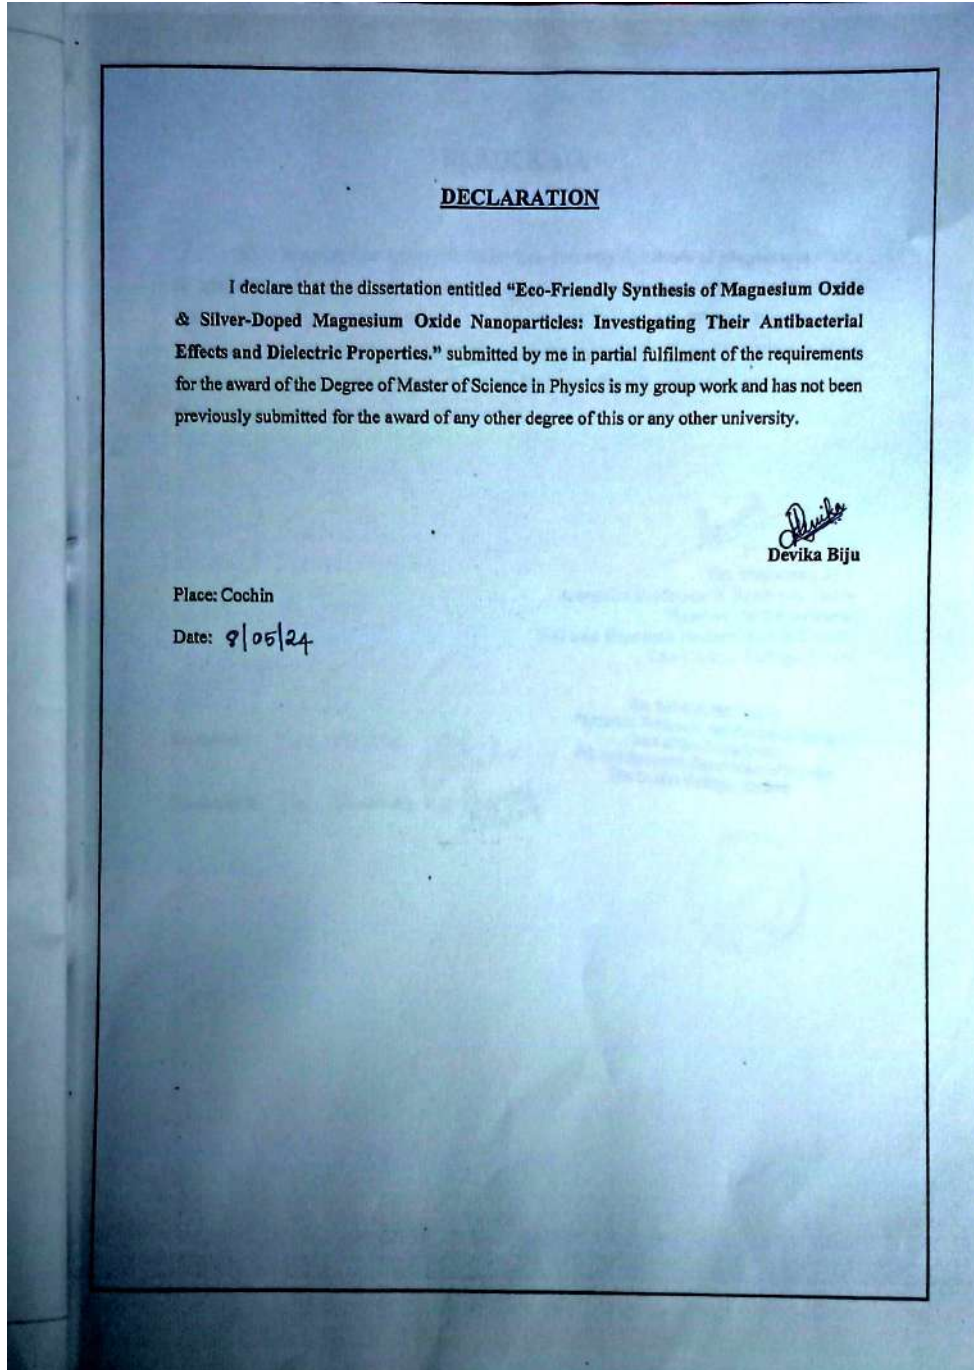 DECLARATION
I declare that the dissertation entitled “Eco-Friendly Synthesis of Magnesium Oxide
& Silver-Doped Magnesium Oxide Nanoparticles: Investigating Their Antibacterial
Effects and Dielectric Properties.” submitted by me in partial fulfilment of the requirements
for the award of the Degree of Master of Science in Physics is my group work and has not been
previously submitted for the award of any other degree of this or any other university.
Devika
Devika Biju
Place: Cochin
Date: 8/05/24